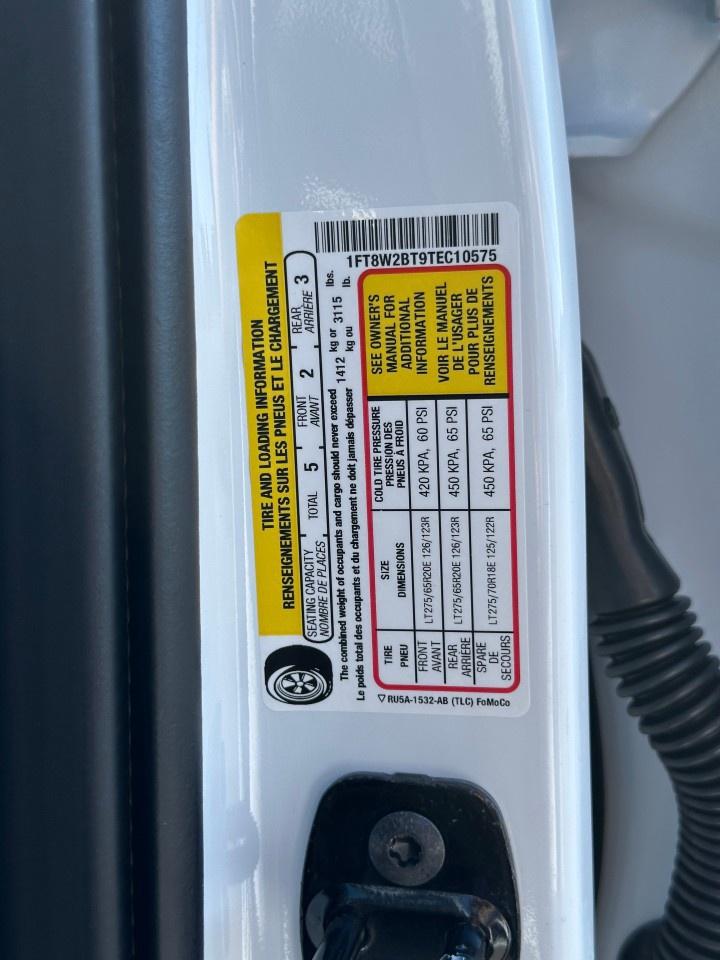 1FT8W2BT9TEC10575
TIRE AND LOADING INFORMATION
RENSEIGNEMENTS SUR LES PNEUS ET LE CHARGEMENT
SEATING CAPACITY TOTAL 5 FRONT 2 REAR 3
NOMBRE DE PLACES AVANT ARRIÈRE
The combined weight of occupants and cargo should never exceed 1412 kg or 3115 lbs.
Le poids total des occupants et du chargement ne doit jamais dépasser kg ou lb.
TIRE SIZE COLD TIRE PRESSURE
PNEU DIMENSIONS PRESSION DES
PNEUS À FROID
FRONT LT275/65R20E 126/123R 420 KPA, 60 PSI
AVANT
REAR LT275/65R20E 126/123R 450 KPA, 65 PSI
ARRIÈRE
SPARE LT275/70R18E 125/122R 450 KPA, 65 PSI
DE
SECOURS
SEE OWNER'S
MANUAL FOR
ADDITIONAL
INFORMATION
VOIR LE MANUEL
DE L'USAGER
POUR PLUS DE
RENSEIGNEMENTS
RU5A-1532-AB (TLC) FoMoCo